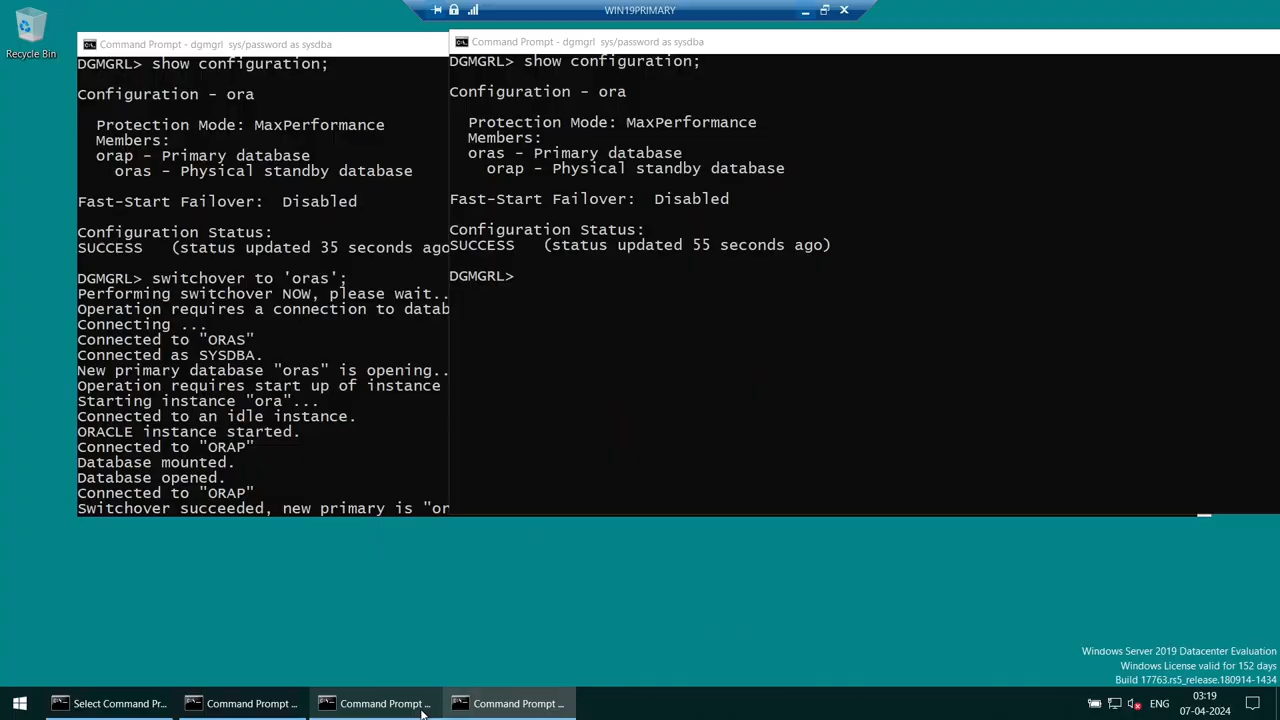 WIN19PRIMARY
Recycle Bin
Command Prompt - dgmgrl sys/password as sysdba
DGMGRL> show configuration;
Configuration - ora
Protection Mode: MaxPerformance
Members:
orap - Primary database
oras - Physical standby database
Fast-Start Failover: Disabled
Configuration Status:
SUCCESS (status updated 35 seconds ago
DGMGRL> switchover to 'oras';
Performing switchover NOW, please wait..
Operation requires a connection to datab
Connecting ...
Connected to "ORAS"
Connected as SYSDBA.
New primary database "oras" is opening..
Operation requires start up of instance
Starting instance "ora"...
Connected to an idle instance.
ORACLE instance started.
Connected to "ORAP"
Database mounted.
Database opened.
Connected to "ORAP"
Switchover succeeded, new primary is "or
Command Prompt - dgmgrl sys/password as sysdba
DGMGRL> show configuration;
Configuration - ora
Protection Mode: MaxPerformance
Members:
oras - Primary database
orap - Physical standby database
Fast-Start Failover: Disabled
Configuration Status:
SUCCESS (status updated 55 seconds ago)
DGMGRL>
Windows Server 2019 Datacenter Evaluation
Windows License valid for 152 days
Build 17763.rs5_release.180914-1434
Select Command Pr...
Command Prompt ...
Command Prompt ...
Command Prompt ...
ENG
03:19
07-04-2024